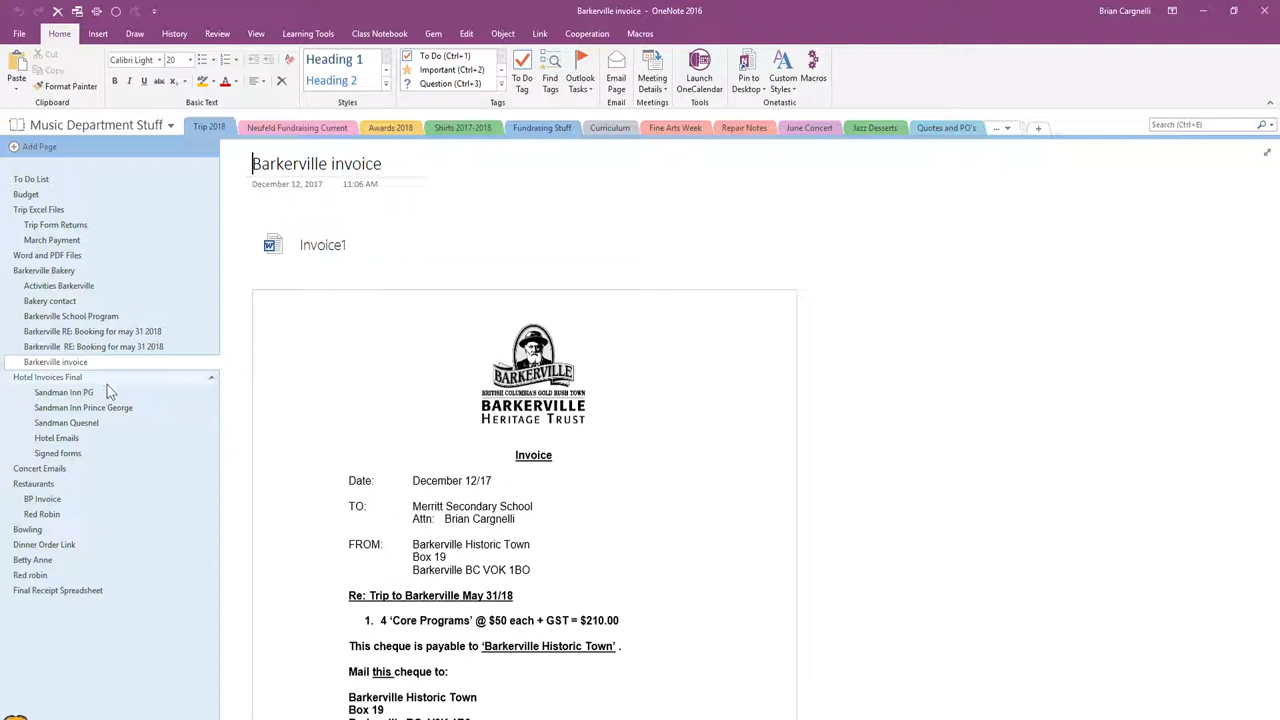 Barkerville invoice - OneNote 2016
Brian Cargnelli
File Home Insert Draw History Review View Learning Tools Class Notebook Gem Edit Object Link Cooperation Macros
Cut
Copy
Format Painter
Paste
Clipboard
Calibri Light 20
B I U abc x₂
Basic Text
Heading 1
Heading 2
Styles
To Do (Ctrl+1)
Important (Ctrl+2)
Question (Ctrl+3)
To Do Tag
Find Tags
Tags
Outlook Tasks
Email Page
Email
Meeting Details
Meetings
Launch OneCalendar
Tools
Pin to Desktop
Custom Styles
Macros
Onetastic
Music Department Stuff
Trip 2018 Neufeld Fundraising Current Awards 2018 Shirts 2017-2018 Fundrasing Stuff Curriculum Fine Arts Week Repair Notes June Concert Jazz Desserts Quotes and PO's ...
Search (Ctrl+E)
Add Page
To Do List
Budget
Trip Excel Files
Trip Form Returns
March Payment
Word and PDF Files
Barkerville Bakery
Activities Barkerville
Bakery contact
Barkerville School Program
Barkerville RE: Booking for may 31 2018
Barkerville RE: Booking for may 31 2018
Barkerville invoice
Hotel Invoices Final
Sandman Inn PG
Sandman Inn Prince George
Sandman Quesnel
Hotel Emails
Signed forms
Concert Emails
Restaurants
BP Invoice
Red Robin
Bowling
Dinner Order Link
Betty Anne
Red robin
Final Receipt Spreadsheet
Barkerville invoice
December 12, 2017 11:06 AM
Invoice1
BARKERVILLE
BRITISH COLUMBIA'S GOLD RUSH TOWN
BARKERVILLE
HERITAGE TRUST
Invoice
Date: December 12/17
TO: Merritt Secondary School
Attn: Brian Cargnelli
FROM: Barkerville Historic Town
Box 19
Barkerville BC VOK 1BO
Re: Trip to Barkerville May 31/18
1. 4 ‘Core Programs’ @ $50 each + GST = $210.00
This cheque is payable to ‘Barkerville Historic Town’ .
Mail this cheque to:
Barkerville Historic Town
Box 19